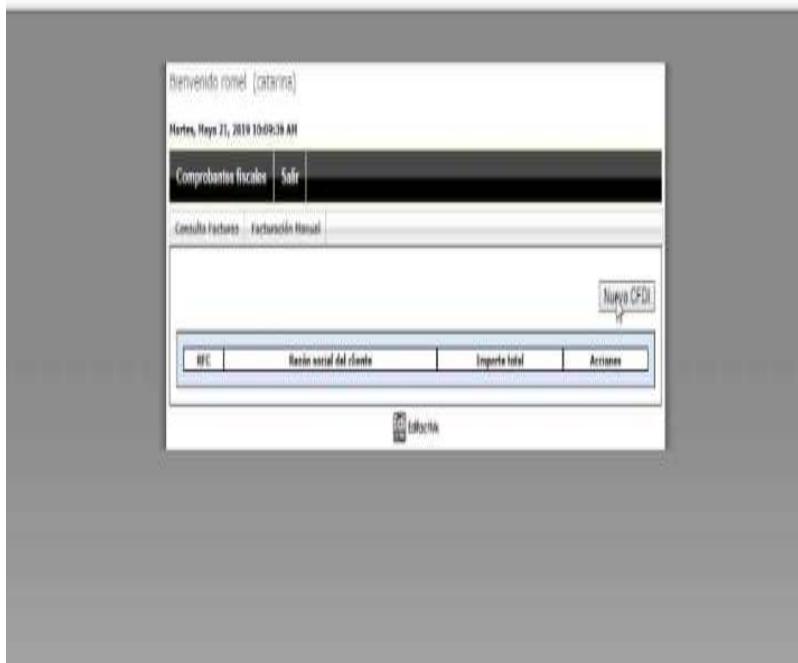 Bienvenido romel (catarina)
Martes, Mayo 21, 2019 10:09:36 AM
Comprobantes fiscales Salir
Consulta Facturas Facturación Manual
Nuevo CFDI
RFC Razón social del cliente Importe total Acciones